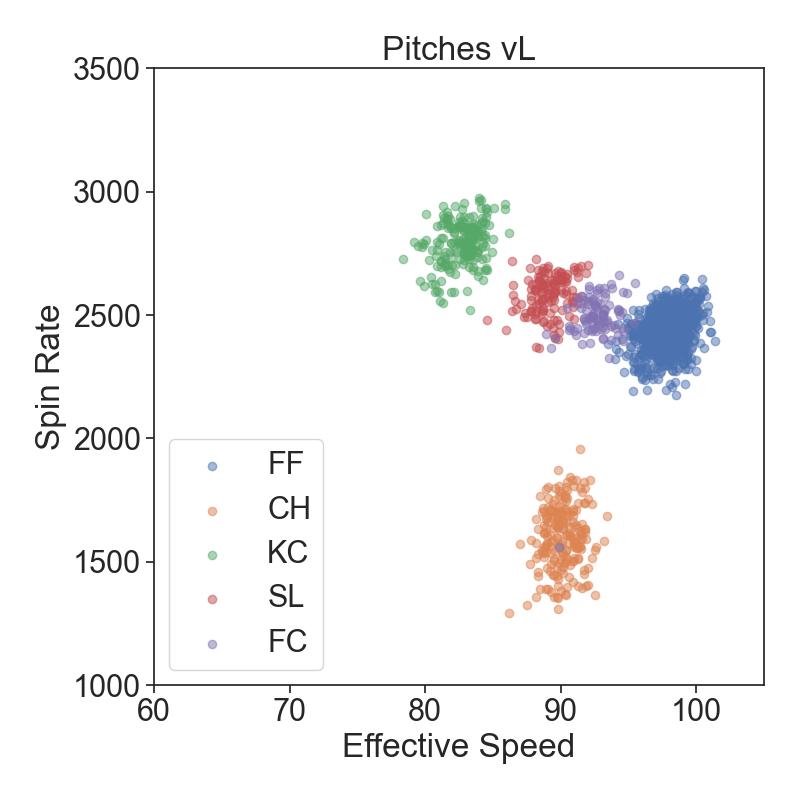 Pitches vL
3500
3000
2500
2000
1500
1000
Spin Rate
FF
CH
KC
SL
FC
60 70 80 90 100
Effective Speed